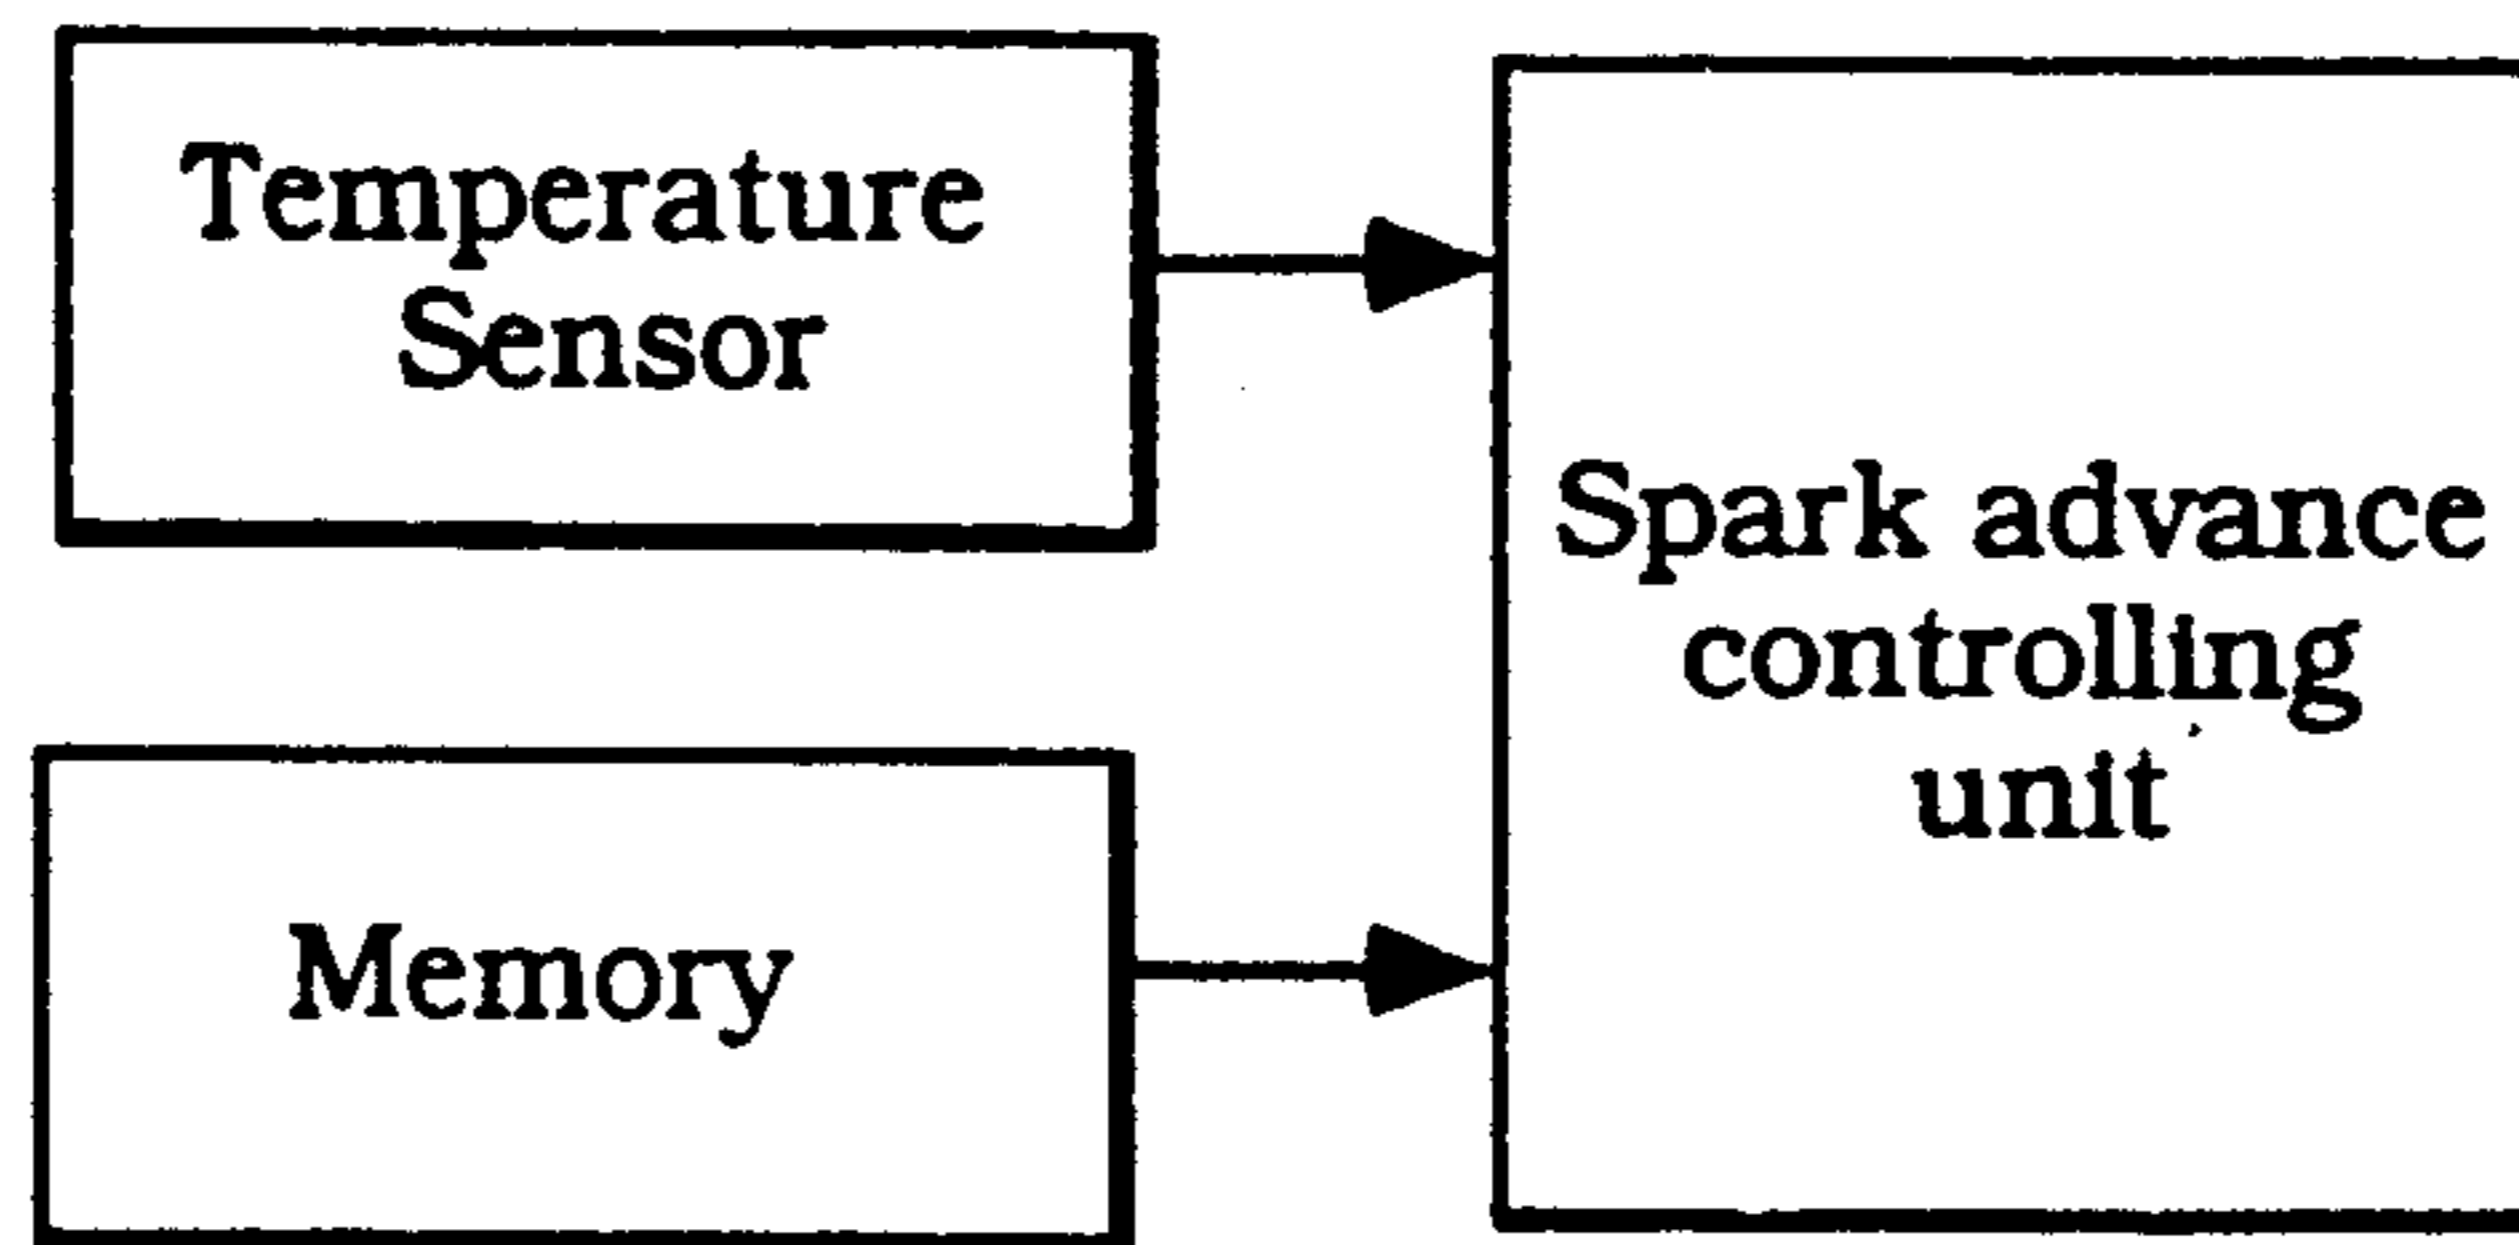 Temperature
Sensor
Spark advance
controlling
unit
Memory